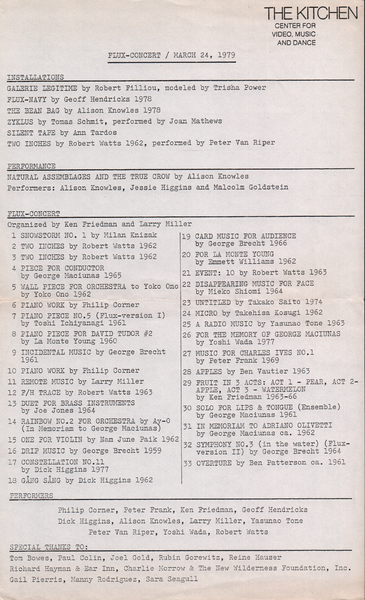 THE KITCHEN
CENTER FOR
VIDEO, MUSIC
AND DANCE
FLUX-CONCERT / MARCH 24, 1979
INSTALLATIONS
GALERIE LEGITIME by Robert Filliou, modeled by Trisha Power
FLUX-NAVY by Geoff Hendricks 1978
THE BEAN BAG by Alison Knowles 1978
ZYKLUS by Tomas Schmit, performed by Joan Mathews
SILENT TAPE by Ann Tardos
TWO INCHES by Robert Watts 1962, performed by Peter Van Riper
PERFORMANCE
NATURAL ASSEMBLAGES AND THE TRUE CROW by Alison Knowles
Performers: Alison Knowles, Jessie Higgins and Malcolm Goldstein
FLUX-CONCERT
Organized by Ken Friedman and Larry Miller
1 SNOWSTORM NO. 1 by Milan Knizak
2 TWO INCHES by Robert Watts 1962
3 TWO INCHES by Robert Watts 1962
4 PIECE FOR CONDUCTOR
by George Maciunas 1965
5 WALL PIECE FOR ORCHESTRA to Yoko Ono
by Yoko Ono 1962
6 PIANO WORK by Philip Corner
7 PIANO PIECE NO.5 (Flux-version I)
by Toshi Ichiyanagi 1961
8 PIANO PIECE FOR DAVID TUDOR #2
by La Monte Young 1960
9 INCIDENTAL MUSIC by George Brecht
1961
10 PIANO WORK by Philip Corner
11 REMOTE MUSIC by Larry Miller
12 F/H TRACE by Robert Watts 1963
13 DUET FOR BRASS INSTRUMENTS
by Joe Jones 1964
14 RAINBOW NO.2 FOR ORCHESTRA by Ay-O
(In Memoriam to George Maciunas)
15 ONE FOR VIOLIN by Nam June Paik 1962
16 DRIP MUSIC by George Brecht 1959
17 CONSTELLATION NO.11
by Dick Higgins 1977
18 GÅNG SÅNG by Dick Higgins 1962
19 CARD MUSIC FOR AUDIENCE
by George Brecht 1966
20 FOR LA MONTE YOUNG
by Emmett Williams 1962
21 EVENT: 10 by Robert Watts 1963
22 DISAPPEARING MUSIC FOR FACE
by Mieko Shiomi 1964
23 UNTITLED by Takako Saito 1974
24 MICRO by Takehisa Kosugi 1962
25 A RADIO MUSIC by Yasunao Tone 1963
26 FOR THE MEMORY OF GEORGE MACIUNAS
by Yoshi Wada 1977
27 MUSIC FOR CHARLES IVES NO.1
by Peter Frank 1969
28 APPLES by Ben Vautier 1963
29 FRUIT IN 3 ACTS: ACT 1 - PEAR, ACT 2-
APPLE, ACT 3 - WATERMELON
by Ken Friedman 1963-66
30 SOLO FOR LIPS & TONGUE (Ensemble)
by George Maciunas 1961
31 IN MEMORIAM TO ADRIANO OLIVETTI
by George Maciunas ca. 1962
32 SYMPHONY NO.3 (in the water) (Flux-
version II) by George Brecht 1964
33 OVERTURE by Ben Patterson ca. 1961
PERFORMERS
Philip Corner, Peter Frank, Ken Friedman, Geoff Hendricks
Dick Higgins, Alison Knowles, Larry Miller, Yasunao Tone
Peter Van Riper, Yoshi Wada, Robert Watts
SPECIAL THANKS TO:
Tom Bowes, Paul Colin, Joel Gold, Rubin Gorewitz, Reine Hauser
Richard Hayman & Ear Inn, Charlie Morrow & The New Wilderness Foundation, Inc.
Gail Pierris, Manny Rodriguez, Sara Seagull